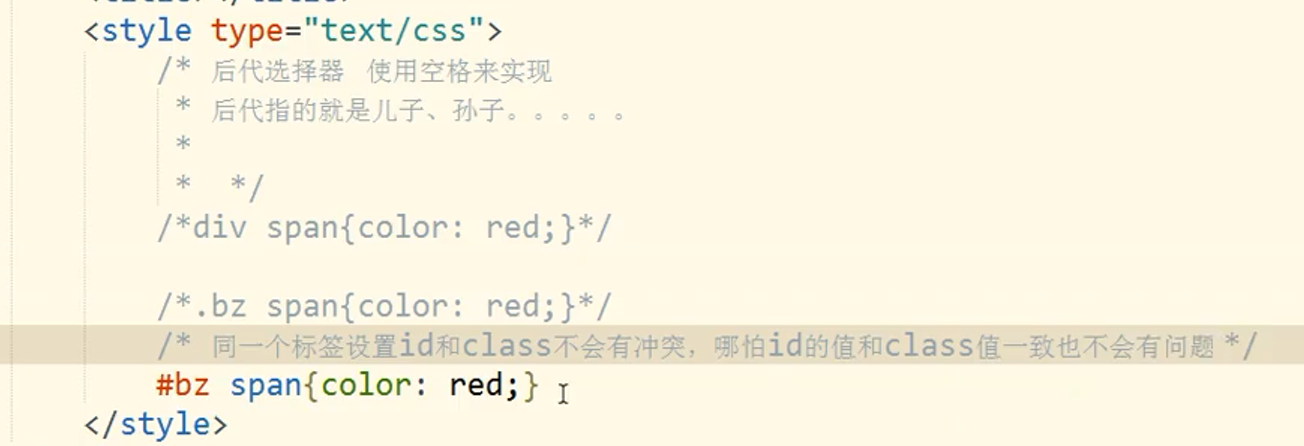 <style type="text/css">
/* 后代选择器 使用空格来实现
* 后代指的就是儿子、孙子。。。。。
*
* */
/*div span{color: red;}*/
/*.bz span{color: red;}*/
/* 同一个标签设置id和class不会有冲突，哪怕id的值和class值一致也不会有问题 */
#bz span{color: red;}
</style>